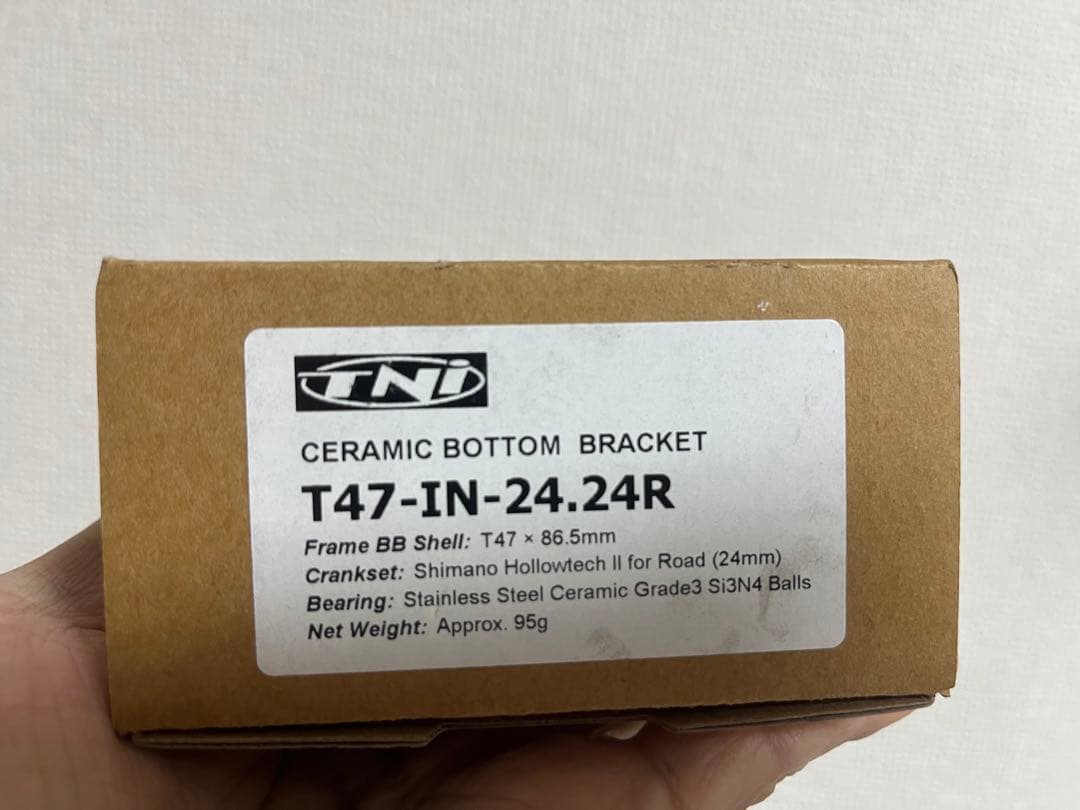 TNi
CERAMIC BOTTOM BRACKET
T47-IN-24.24R
Frame BB Shell: T47 × 86.5mm
Crankset: Shimano Hollowtech II for Road (24mm)
Bearing: Stainless Steel Ceramic Grade3 Si3N4 Balls
Net Weight: Approx. 95g